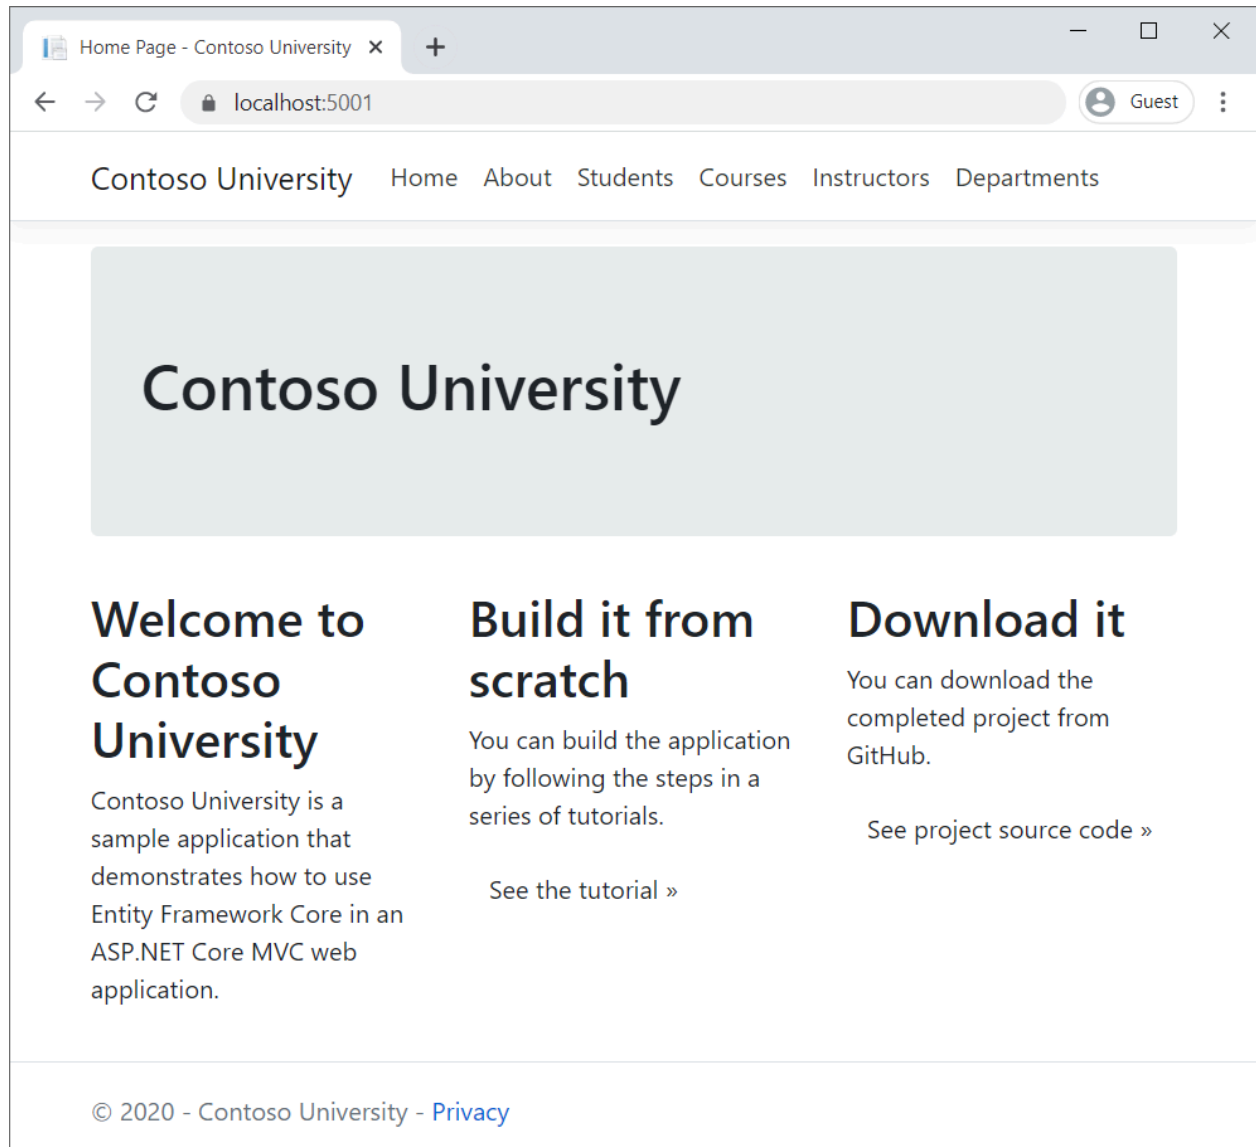 Home Page - Contoso University
localhost:5001
Guest
Contoso University Home About Students Courses Instructors Departments
Contoso University
Welcome to
Contoso
University
Contoso University is a
sample application that
demonstrates how to use
Entity Framework Core in an
ASP.NET Core MVC web
application.
Build it from
scratch
You can build the application
by following the steps in a
series of tutorials.
See the tutorial »
Download it
You can download the
completed project from
GitHub.
See project source code »
© 2020 - Contoso University - Privacy